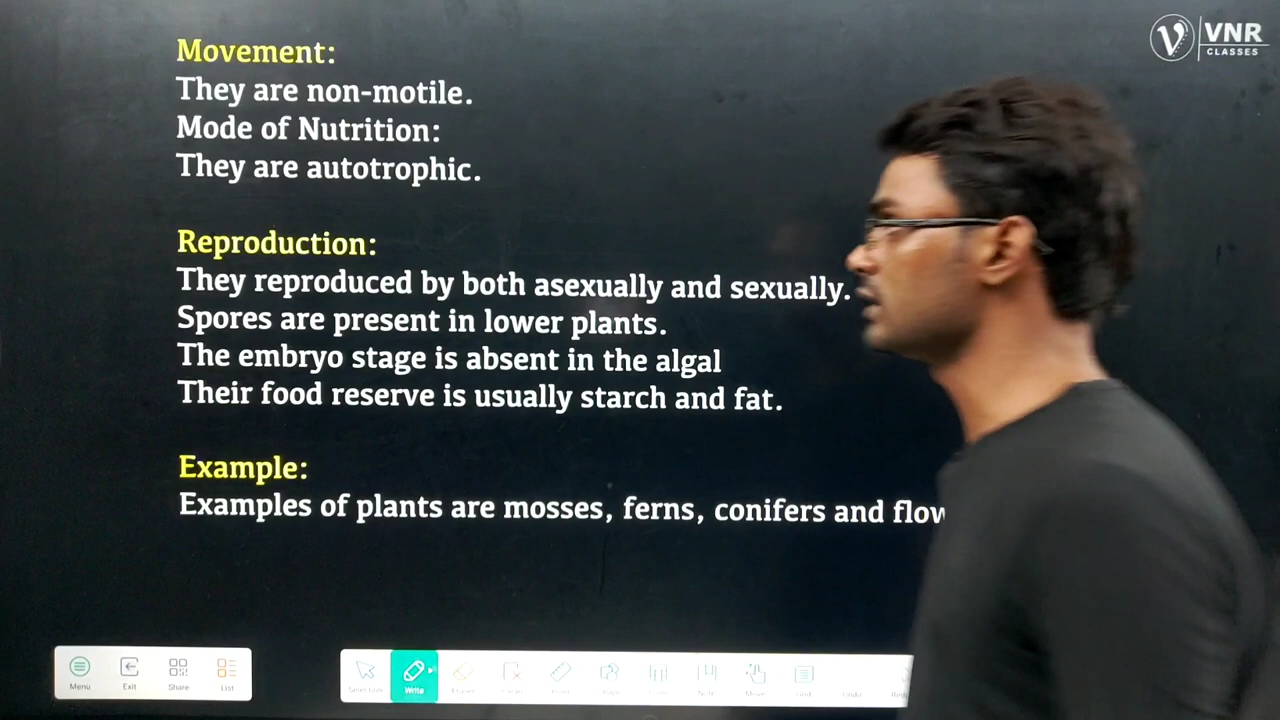 VNR
CLASSES
Movement:
They are non-motile.
Mode of Nutrition:
They are autotrophic.
Reproduction:
They reproduced by both asexually and sexually.
Spores are present in lower plants.
The embryo stage is absent in the algal
Their food reserve is usually starch and fat.
Example:
Examples of plants are mosses, ferns, conifers and
Menu
Exit
Share
List
Select
Write
Move
Undo